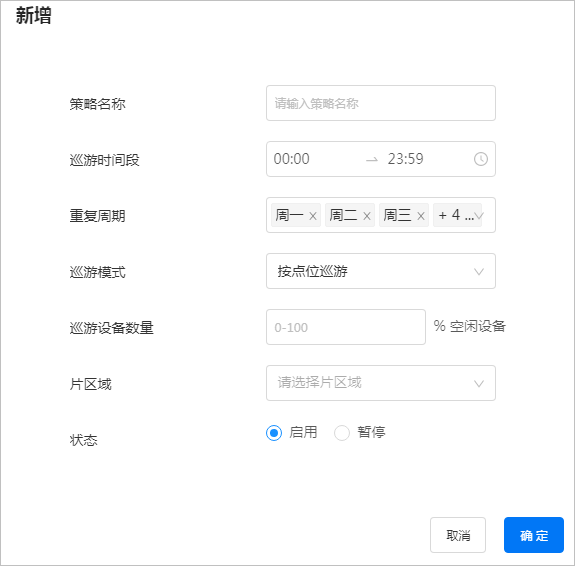 新增
策略名称 请输入策略名称
巡游时间段 00:00 → 23:59
重复周期 周一 × 周二 × 周三 × + 4 ...
巡游模式 按点位巡游
巡游设备数量 0-100 % 空闲设备
片区域 请选择片区域
状态 启用 暂停
取消 确定